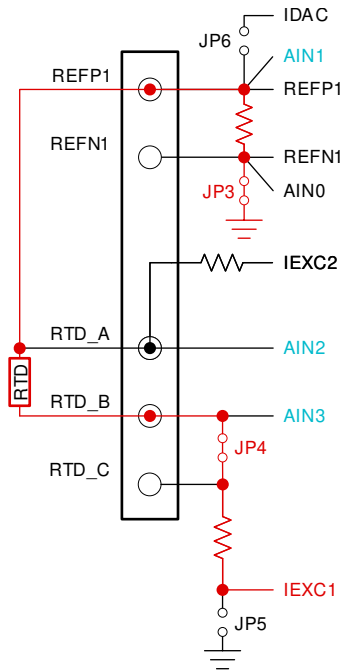 IDAC
JP6
AIN1
REFP1
REFP1
REFN1
REFN1
JP3
AIN0
IEXC2
RTD_A
AIN2
RTD
RTD_B
AIN3
JP4
RTD_C
IEXC1
JP5